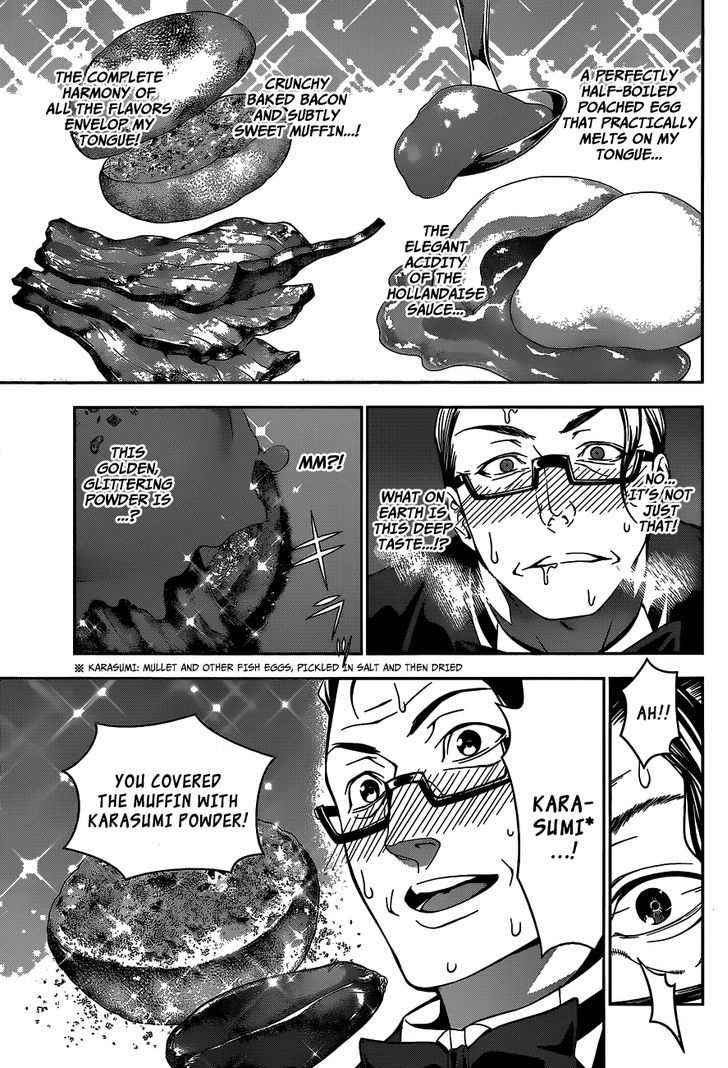 A PERFECTLY
HALF-BOILED
POACHED EGG
THAT PRACTICALLY
MELTS ON MY
TONGUE...
THE
ELEGANT
ACIDITY
OF THE
HOLLANDAISE
SAUCE...
CRUNCHY
BAKED BACON
AND SUBTLY
SWEET MUFFIN...!
THE COMPLETE
HARMONY OF
ALL THE FLAVORS
ENVELOP MY
TONGUE!
NO...
IT'S NOT
JUST
THAT!
WHAT ON
EARTH IS
THIS DEEP
TASTE...!?
MM?!
THIS
GOLDEN,
GLITTERING
POWDER IS
...?
※ KARASUMI: MULLET AND OTHER FISH EGGS, PICKLED IN SALT AND THEN DRIED
AH!!
KARA-
SUMI*
...!
YOU COVERED
THE MUFFIN WITH
KARASUMI POWDER!